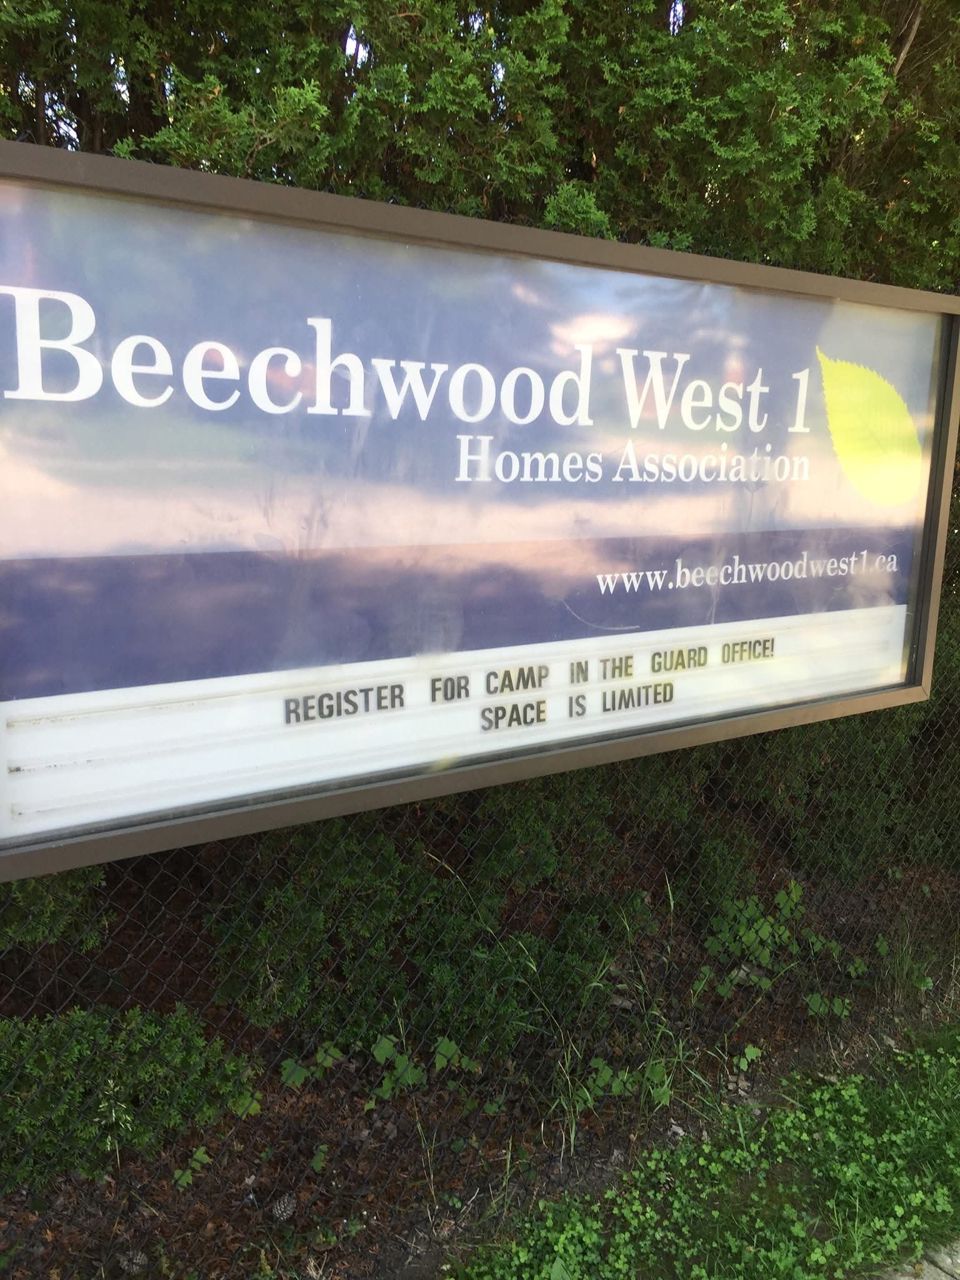 Beechwood West 1
Homes Association
www.beechwoodwest1.ca
REGISTER FOR CAMP IN THE GUARD OFFICE!
SPACE IS LIMITED